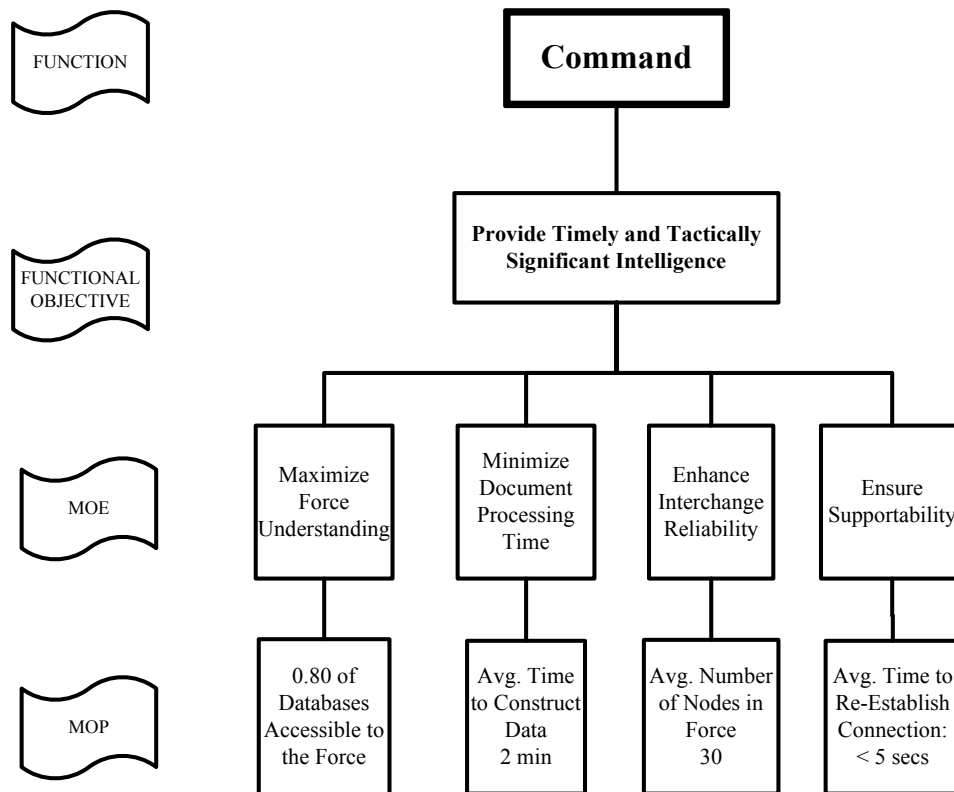 FUNCTION
Command
FUNCTIONAL
OBJECTIVE
Provide Timely and Tactically
Significant Intelligence
MOE
Maximize
Force
Understanding
Minimize
Document
Processing
Time
Enhance
Interchange
Reliability
Ensure
Supportability
MOP
0.80 of
Databases
Accessible to
the Force
Avg. Time
to Construct
Data
2 min
Avg. Number
of Nodes in
Force
30
Avg. Time to
Re-Establish
Connection:
< 5 secs